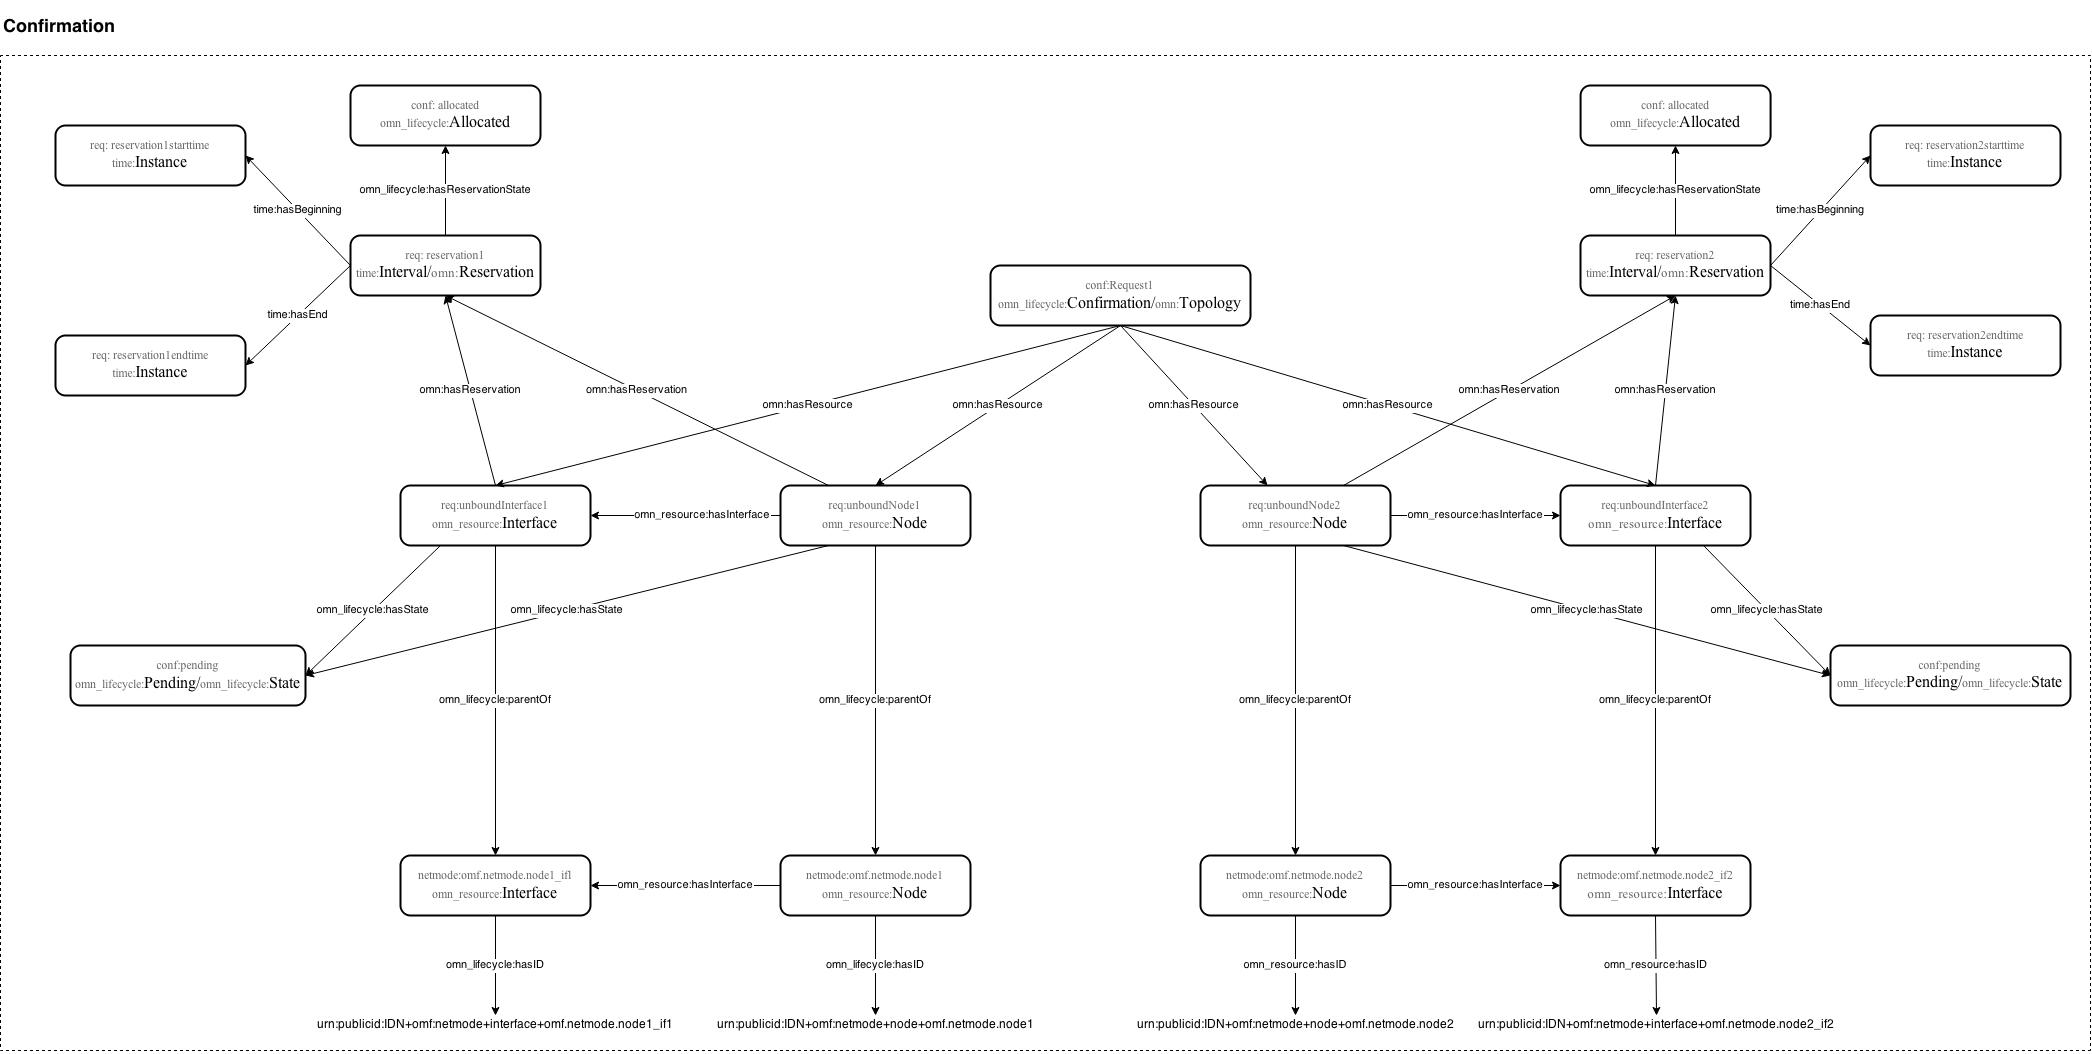 Confirmation
conf: allocated
omn_lifecycle:Allocated
conf: allocated
omn_lifecycle:Allocated
req: reservation1starttime
time:Instance
req: reservation2starttime
time:Instance
omn_lifecycle:hasReservationState
omn_lifecycle:hasReservationState
time:hasBeginning
time:hasBeginning
req: reservation1
time:Interval/omn:Reservation
req: reservation2
time:Interval/omn:Reservation
conf:Request1
omn_lifecycle:Confirmation/omn:Topology
time:hasEnd
time:hasEnd
req: reservation1endtime
time:Instance
req: reservation2endtime
time:Instance
omn:hasReservation
omn:hasReservation
omn:hasReservation
omn:hasReservation
omn:hasResource
omn:hasResource
omn:hasResource
omn:hasResource
req:unboundInterface1
omn_resource:Interface
omn_resource:hasInterface
req:unboundNode1
omn_resource:Node
req:unboundNode2
omn_resource:Node
omn_resource:hasInterface
req:unboundInterface2
omn_resource:Interface
omn_lifecycle:hasState
omn_lifecycle:hasState
omn_lifecycle:hasState
omn_lifecycle:hasState
conf:pending
omn_lifecycle:Pending/omn_lifecycle:State
conf:pending
omn_lifecycle:Pending/omn_lifecycle:State
omn_lifecycle:parentOf
omn_lifecycle:parentOf
omn_lifecycle:parentOf
omn_lifecycle:parentOf
netmode:omf.netmode.node1_if1
omn_resource:Interface
omn_resource:hasInterface
netmode:omf.netmode.node1
omn_resource:Node
netmode:omf.netmode.node2
omn_resource:Node
omn_resource:hasInterface
netmode:omf.netmode.node2_if2
omn_resource:Interface
omn_lifecycle:hasID
omn_lifecycle:hasID
omn_resource:hasID
omn_resource:hasID
urn:publicid:IDN+omf:netmode+interface+omf.netmode.node1_if1
urn:publicid:IDN+omf:netmode+node+omf.netmode.node1
urn:publicid:IDN+omf:netmode+node+omf.netmode.node2
urn:publicid:IDN+omf:netmode+interface+omf.netmode.node2_if2